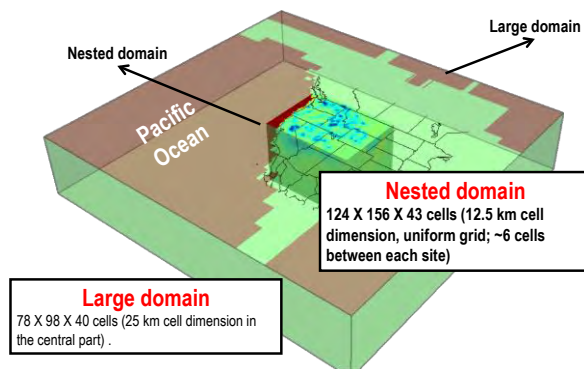 Large domain
Nested domain
Pacific
Ocean
Nested domain
124 X 156 X 43 cells (12.5 km cell
dimension, uniform grid; ~6 cells
between each site)
Large domain
78 X 98 X 40 cells (25 km cell dimension in
the central part) .